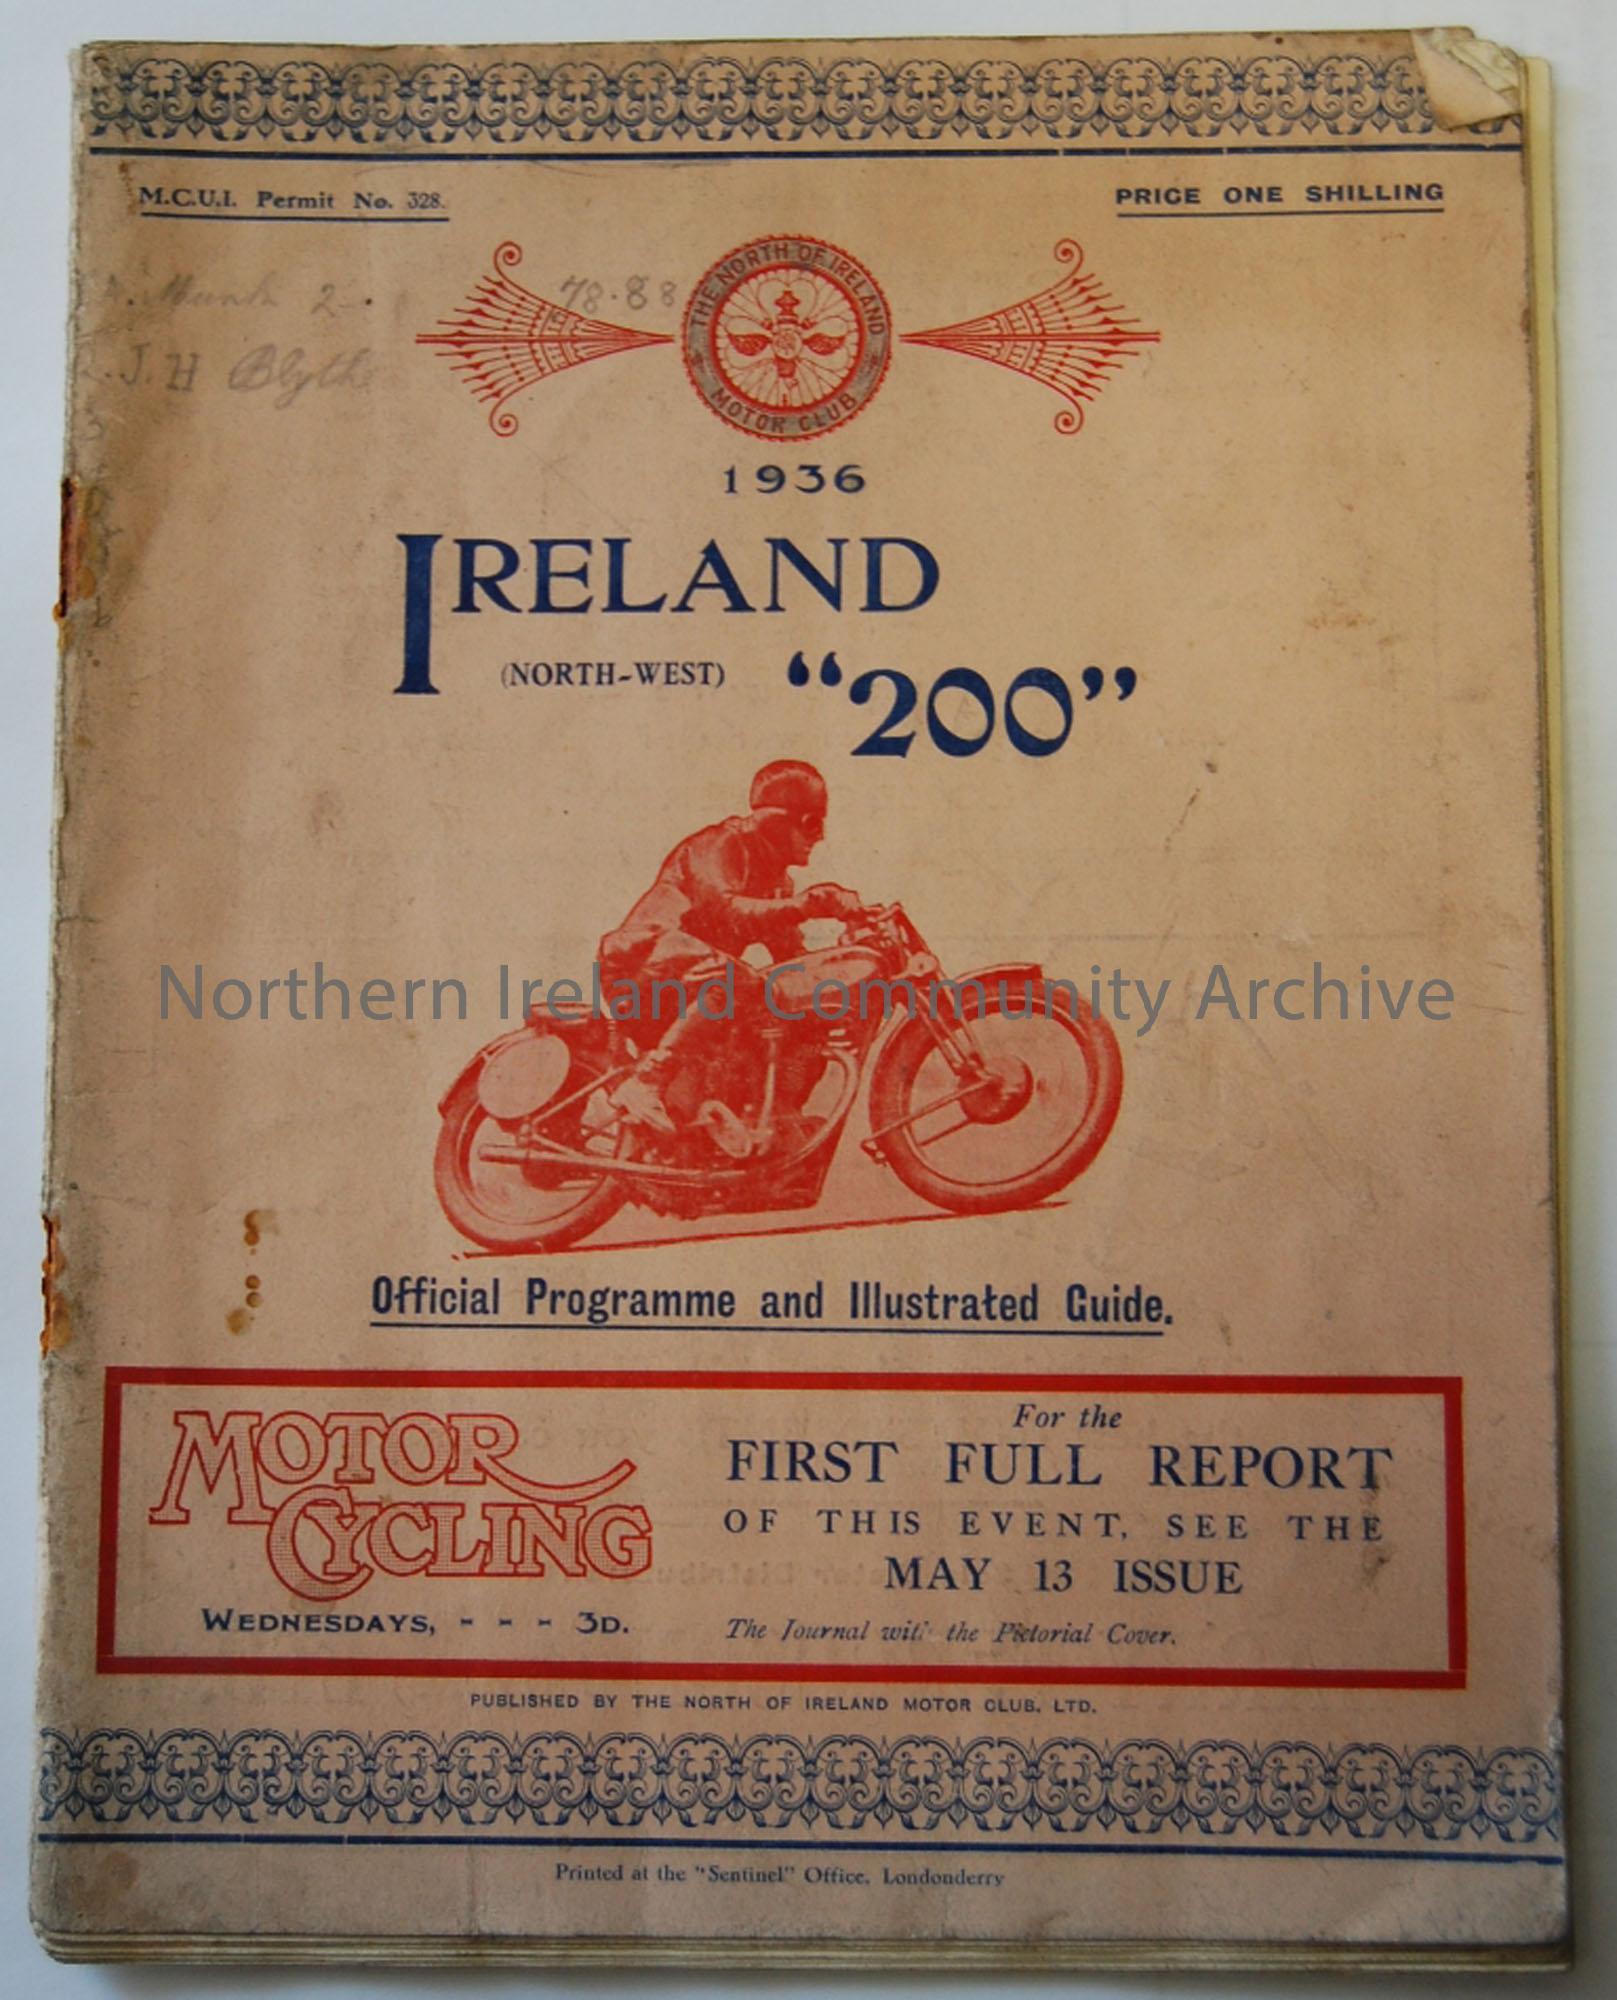 M.C.U.I. Permit No. 328.
PRICE ONE SHILLING
78.88
J. H Blyth
THE NORTH OF IRELAND
MOTOR CLUB
1936
IRELAND
(NORTH-WEST) “200”
Northern Ireland Community Archive
Official Programme and Illustrated Guide.
MOTOR
CYCLING
WEDNESDAYS, - - - 3D.
For the
FIRST FULL REPORT
OF THIS EVENT, SEE THE
MAY 13 ISSUE
The Journal with the Pictorial Cover.
PUBLISHED BY THE NORTH OF IRELAND MOTOR CLUB, LTD.
Printed at the "Sentinel" Office, Londonderry